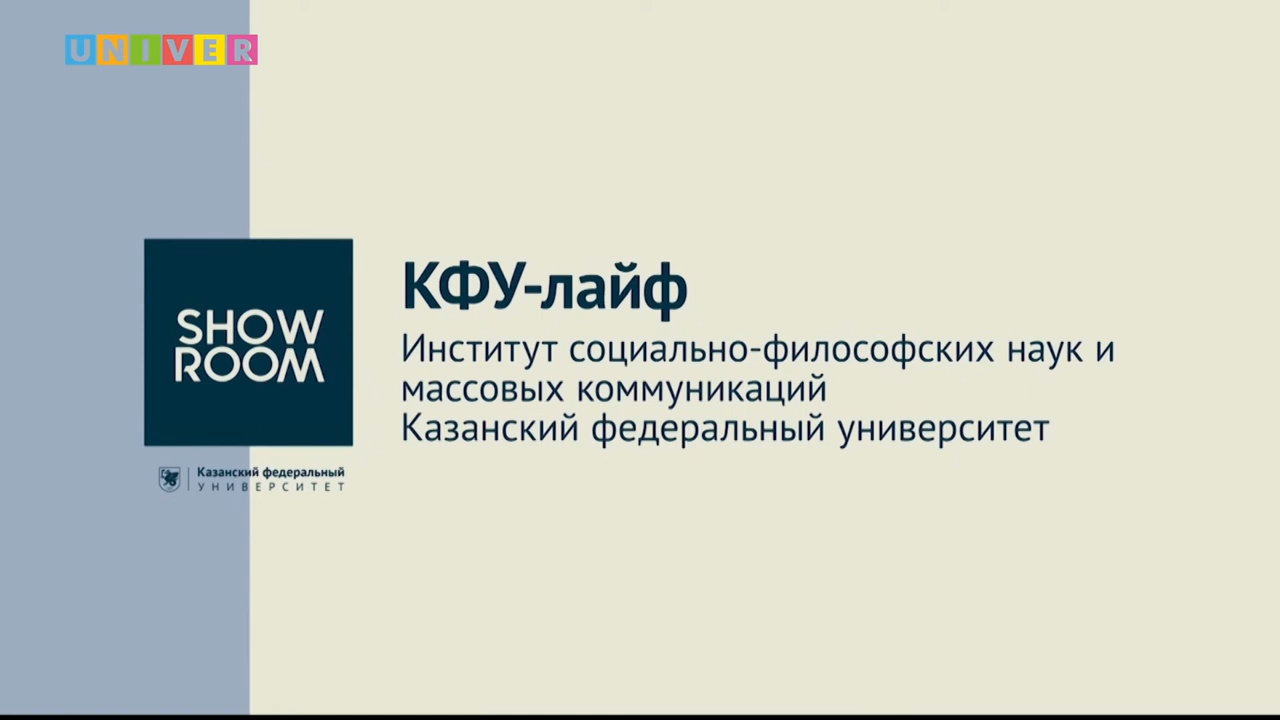 UNIVER
SHOW
ROOM
КФУ-лайф
Институт социально-философских наук и
массовых коммуникаций
Казанский федеральный университет
Казанский федеральный
УНИВЕРСИТЕТ